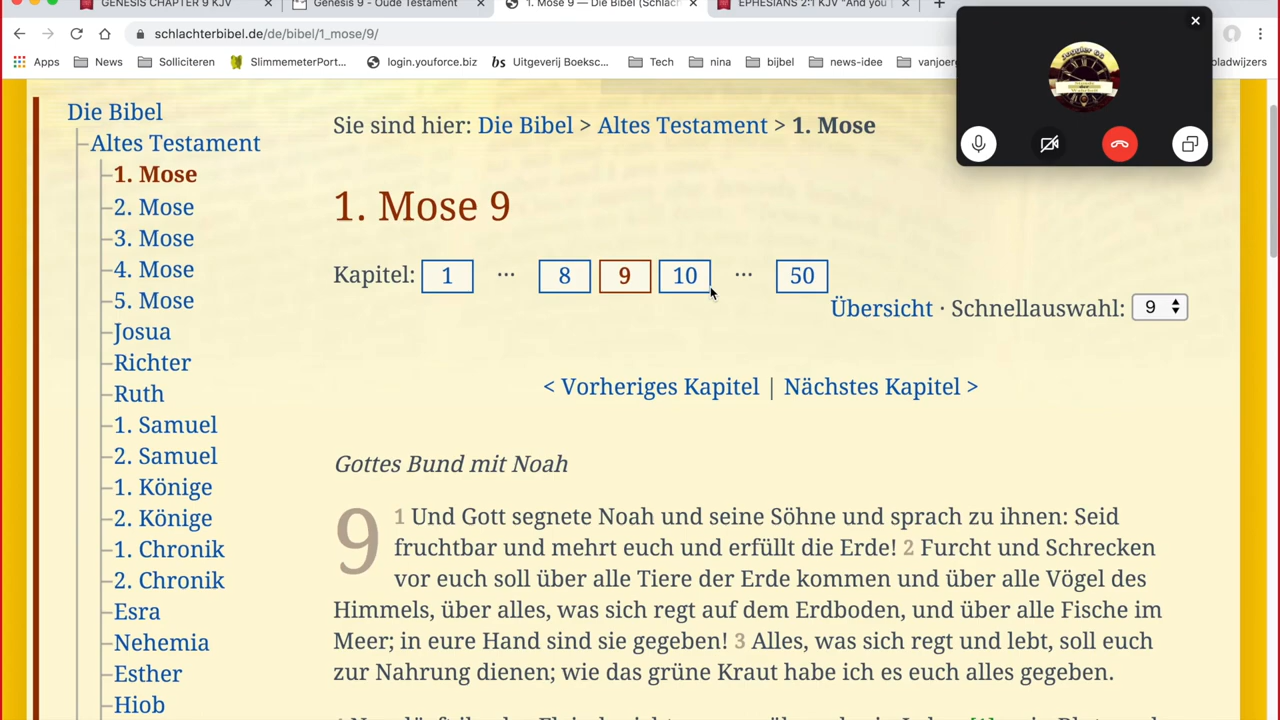 GENESIS CHAPTER 9 KJV
Genesis 9 - Oude Testament
1. Mose 9 — Die Bibel (Schlach
EPHESIANS 2:1 KJV "And you
schlachterbibel.de/de/bibel/1_mose/9/
Apps News Solliciteren SlimmemeterPort... login.youforce.biz bs Uitgeverij Boeksc... Tech nina bijbel news-idee vanjoerg
oladwijzers
Die Bibel
Altes Testament
1. Mose
2. Mose
3. Mose
4. Mose
5. Mose
Josua
Richter
Ruth
1. Samuel
2. Samuel
1. Könige
2. Könige
1. Chronik
2. Chronik
Esra
Nehemia
Esther
Hiob
Sie sind hier: Die Bibel > Altes Testament > 1. Mose
1. Mose 9
Kapitel: 1 ... 8 9 10 ... 50
Übersicht · Schnellauswahl: 9
< Vorheriges Kapitel | Nächstes Kapitel >
Gottes Bund mit Noah
9 1 Und Gott segnete Noah und seine Söhne und sprach zu ihnen: Seid
fruchtbar und mehrt euch und erfüllt die Erde! 2 Furcht und Schrecken
vor euch soll über alle Tiere der Erde kommen und über alle Vögel des
Himmels, über alles, was sich regt auf dem Erdboden, und über alle Fische im
Meer; in eure Hand sind sie gegeben! 3 Alles, was sich regt und lebt, soll euch
zur Nahrung dienen; wie das grüne Kraut habe ich es euch alles gegeben.